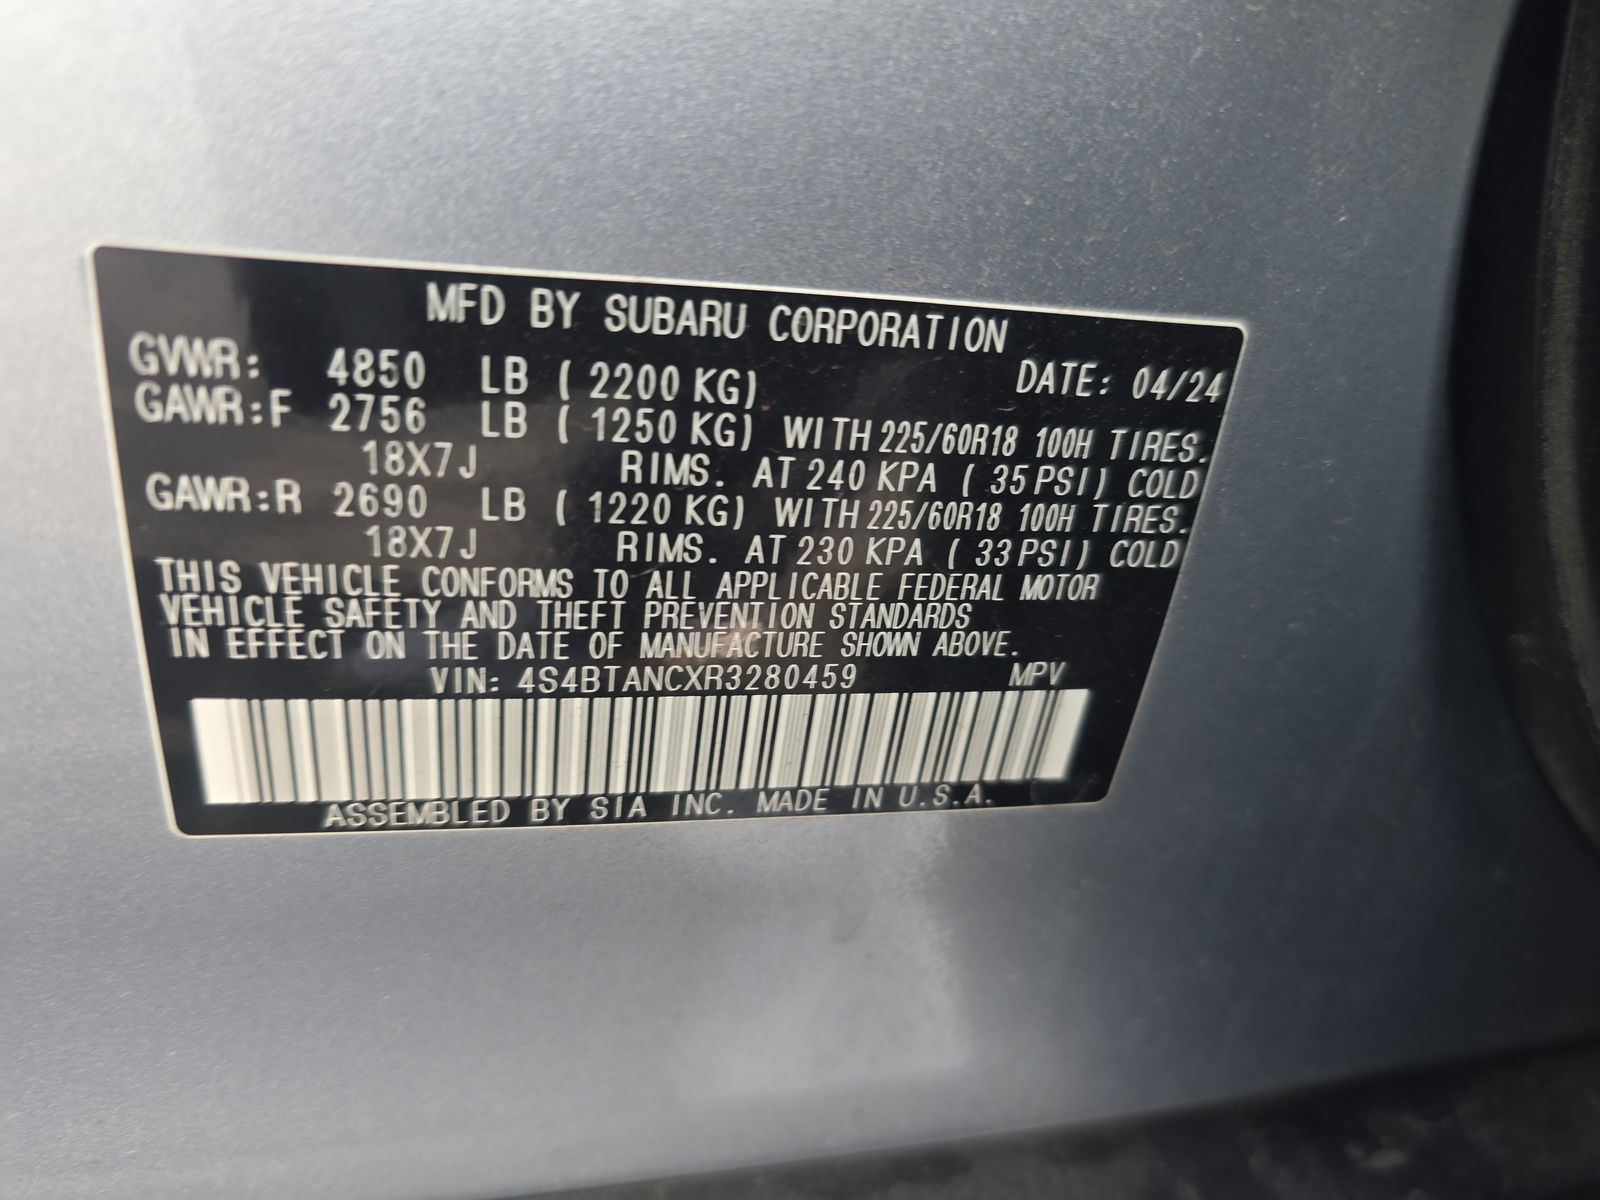 MFD BY SUBARU CORPORATION
GVWR: 4850 LB ( 2200 KG) DATE: 04/24
GAWR:F 2756 LB ( 1250 KG) WITH 225/60R18 100H TIRES.
18X7J RIMS. AT 240 KPA ( 35 PSI) COLD
GAWR:R 2690 LB ( 1220 KG) WITH 225/60R18 100H TIRES.
18X7J RIMS. AT 230 KPA ( 33 PSI) COLD
THIS VEHICLE CONFORMS TO ALL APPLICABLE FEDERAL MOTOR
VEHICLE SAFETY AND THEFT PREVENTION STANDARDS
IN EFFECT ON THE DATE OF MANUFACTURE SHOWN ABOVE.
VIN: 4S4BTANCXR3280459 MPV
ASSEMBLED BY SIA INC. MADE IN U.S.A.